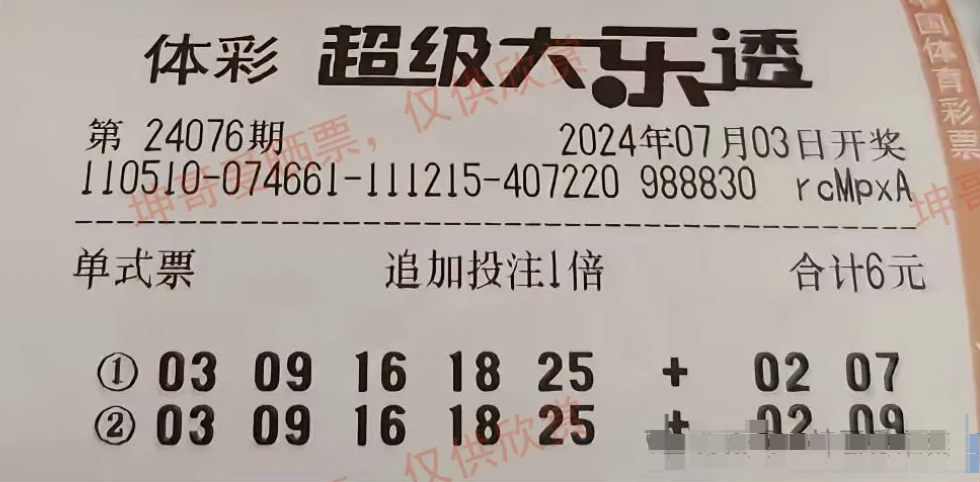 体彩 超级大乐透
第 24076期 2024年07月03日开奖
110510-074661-111215-407220 988830 rcMpxA
单式票 追加投注1倍 合计6元
① 03 09 16 18 25 + 02 07
② 03 09 16 18 25 + 02 09
中国体育彩票
仅供欣赏
坤哥 晒票,仅供欣赏
坤哥